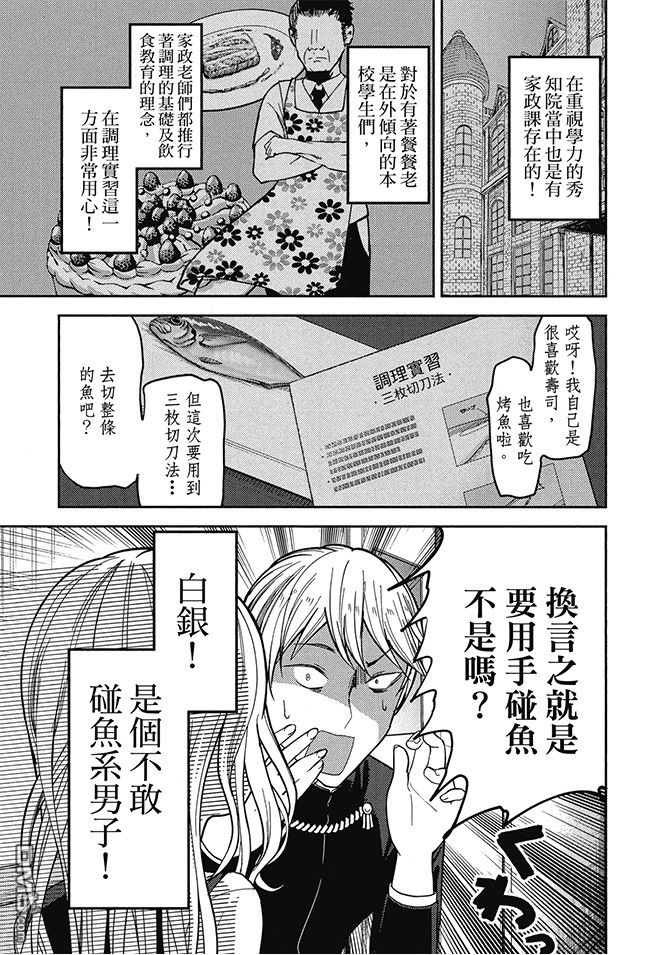 在重視學力的秀
知院當中也是有
家政課存在的！
對於有著餐餐老
是在外傾向的本
校學生們，
家政老師們都推行
著調理的基礎及飲
食教育的理念，
在調理實習這一
方面非常用心！
哎呀！我自己是
很喜歡壽司，
也喜歡吃
烤魚啦。
調理實習
·三枚切刀法·
但這次要用到
三枚切刀法…
去切整條
的魚吧？
換言之就是
要用手碰魚
不是嗎？
白銀！
是個不敢
碰魚系男子！
くわっ